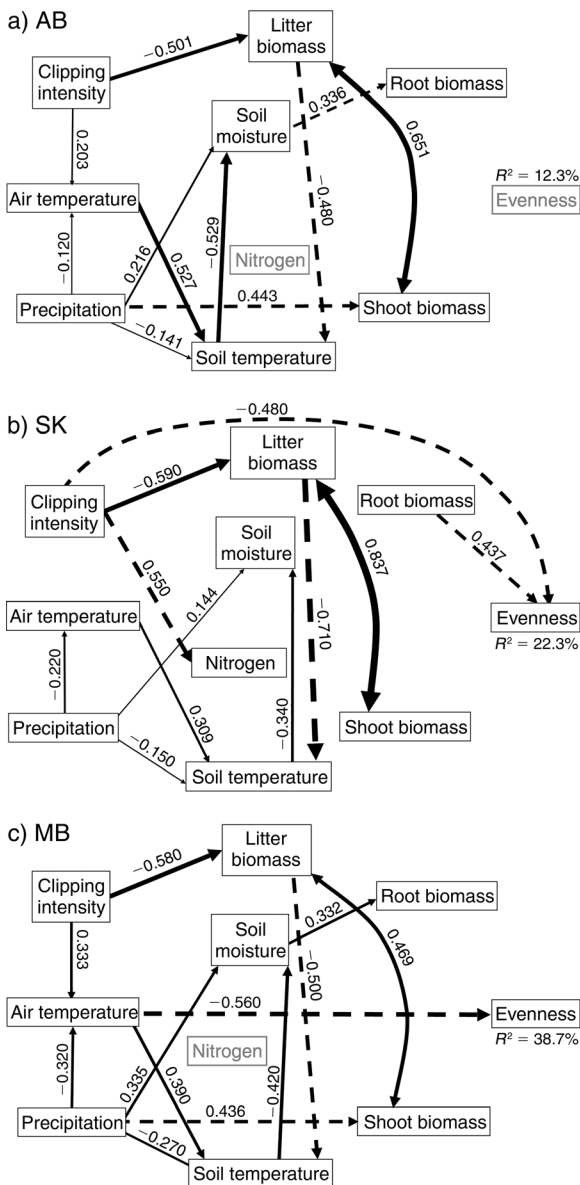 a) AB
Litter
biomass
−0.501
Clipping
intensity
Root biomass
0.336
Soil
moisture
0.651
0.203
R² = 12.3%
Evenness
Air temperature
−0.480
−0.529
0.216
Nitrogen
−0.120
0.527
Precipitation
0.443
Shoot biomass
−0.141
Soil temperature
−0.480
b) SK
Litter
biomass
−0.590
Clipping
intensity
Root biomass
Soil
moisture
0.437
0.837
0.550
0.144
−0.710
Air temperature
Evenness
R² = 22.3%
Nitrogen
−0.220
0.309
−0.340
Precipitation
Shoot biomass
−0.150
Soil temperature
c) MB
Litter
biomass
−0.580
Clipping
intensity
Root biomass
0.332
Soil
moisture
0.469
0.333
−0.500
−0.560
Air temperature
Evenness
R² = 38.7%
Nitrogen
−0.320
0.335
0.390
−0.420
Precipitation
0.436
Shoot biomass
−0.270
Soil temperature